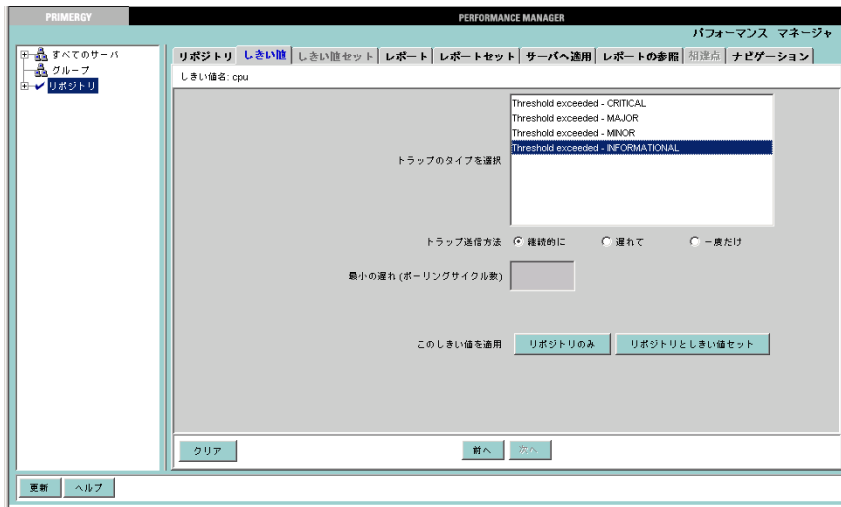 PRIMERGY
PERFORMANCE MANAGER
パフォーマンス マネージャ
すべてのサーバ
グループ
リポジトリ
リポジトリ しきい値 しきい値セット レポート レポートセット サーバへ適用 レポートの参照 相違点 ナビゲーション
しきい値名: cpu
Threshold exceeded - CRITICAL
Threshold exceeded - MAJOR
Threshold exceeded - MINOR
Threshold exceeded - INFORMATIONAL
トラップのタイプを選択
トラップ送信方法 継続的に 遅れて 一度だけ
最小の遅れ(ポーリングサイクル数)
このしきい値を適用 リポジトリのみ リポジトリとしきい値セット
クリア 前へ 次へ
更新 ヘルプ